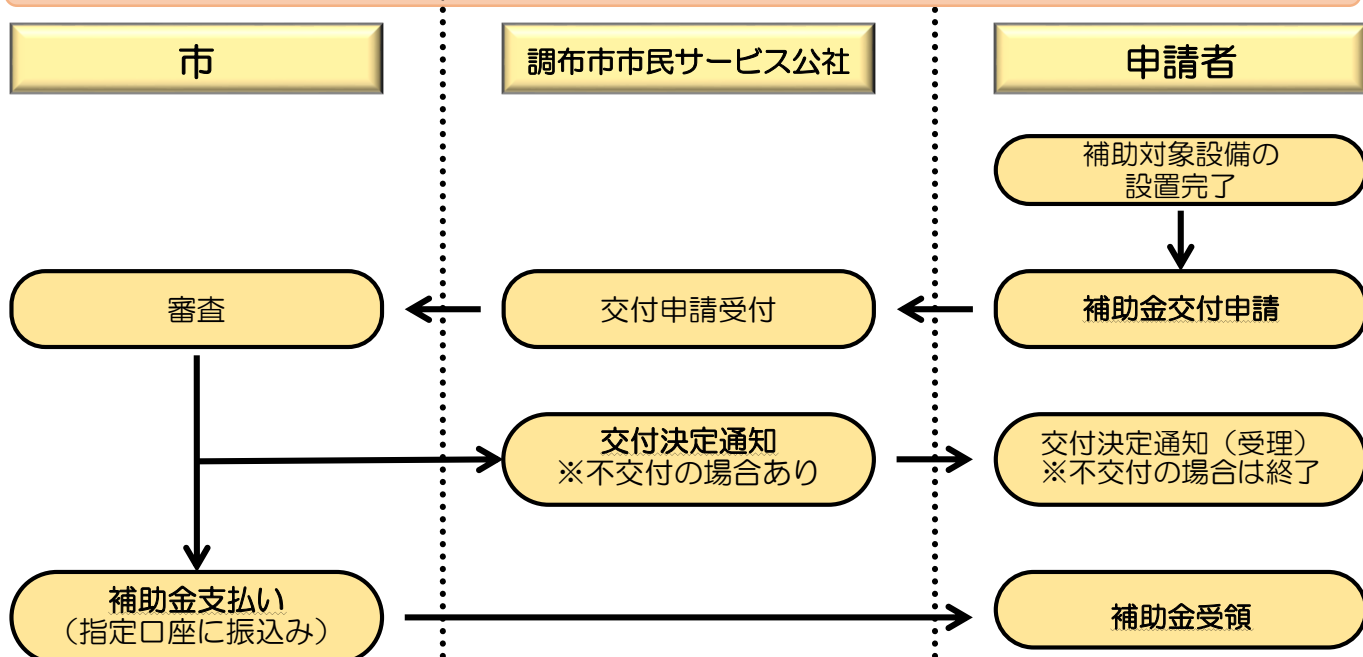 市
調布市市民サービス公社
申請者
補助対象設備の
設置完了
審査
交付申請受付
補助金交付申請
交付決定通知
※不交付の場合あり
交付決定通知（受理）
※不交付の場合は終了
補助金支払い
（指定口座に振込み）
補助金受領